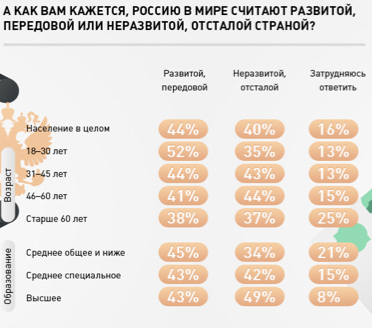 А КАК ВАМ КАЖЕТСЯ, РОССИЮ В МИРЕ СЧИТАЮТ РАЗВИТОЙ,
ПЕРЕДОВОЙ ИЛИ НЕРАЗВИТОЙ, ОТСТАЛОЙ СТРАНОЙ?
Развитой, Неразвитой, Затрудняюсь
передовой отсталой ответить
Население в целом 44% 40% 16%
Возраст
18–30 лет 52% 35% 13%
31–45 лет 44% 43% 13%
46–60 лет 41% 44% 15%
Старше 60 лет 38% 37% 25%
Образование
Среднее общее и ниже 45% 34% 21%
Среднее специальное 43% 42% 15%
Высшее 43% 49% 8%